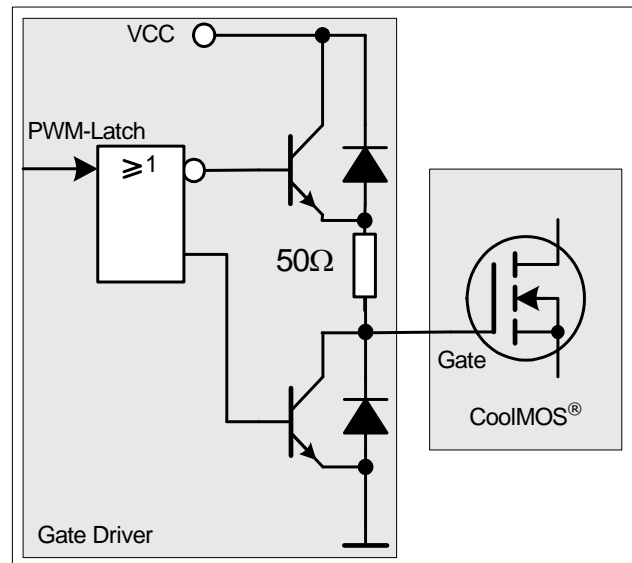 VCC
PWM-Latch
≥1
50Ω
Gate
CoolMOS®
Gate Driver